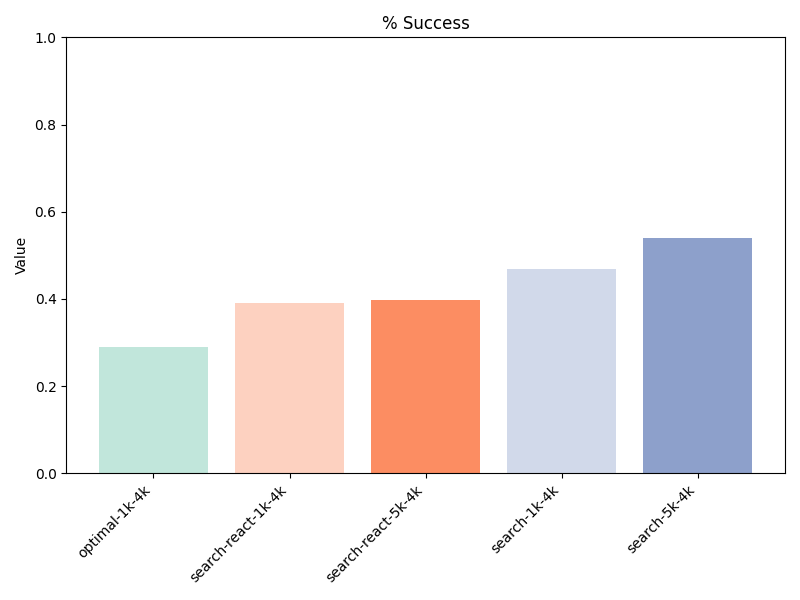 % Success
1.0
0.8
0.6
0.4
0.2
0.0
Value
optimal-1k-4k
search-react-1k-4k
search-react-5k-4k
search-1k-4k
search-5k-4k